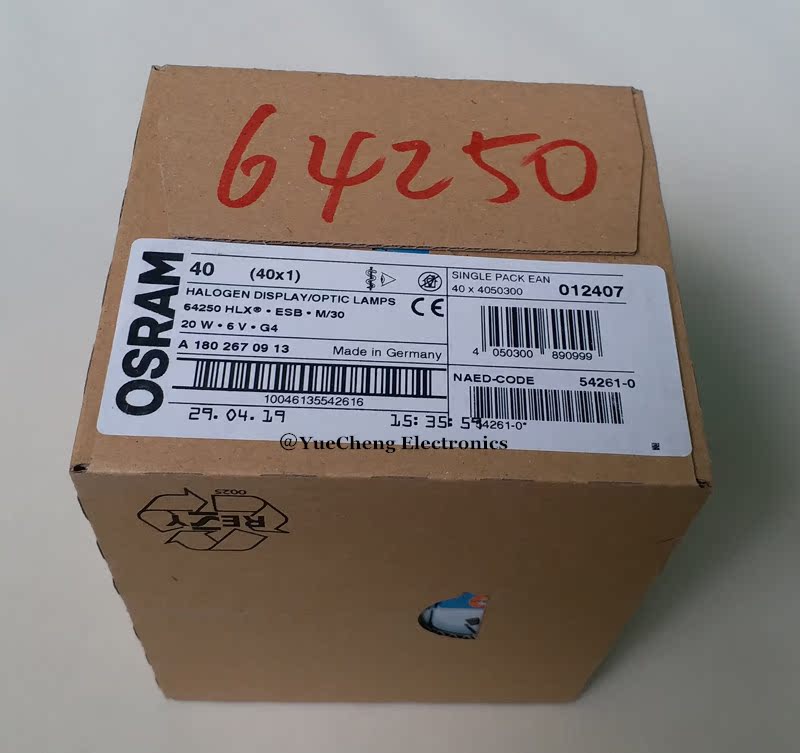 64250
OSRAM
40 (40x1)
HALOGEN DISPLAY/OPTIC LAMPS
64250 HLX® • ESB • M/30
20 W • 6 V • G4
CE
A 180 267 09 13 Made in Germany
10046135542616
29.04.19 15:35:59
SINGLE PACK EAN
40 x 4050300 012407
4 050300 890999
NAED-CODE 54261-0
54261-0*
@YueCheng Electronics
0025
RESY